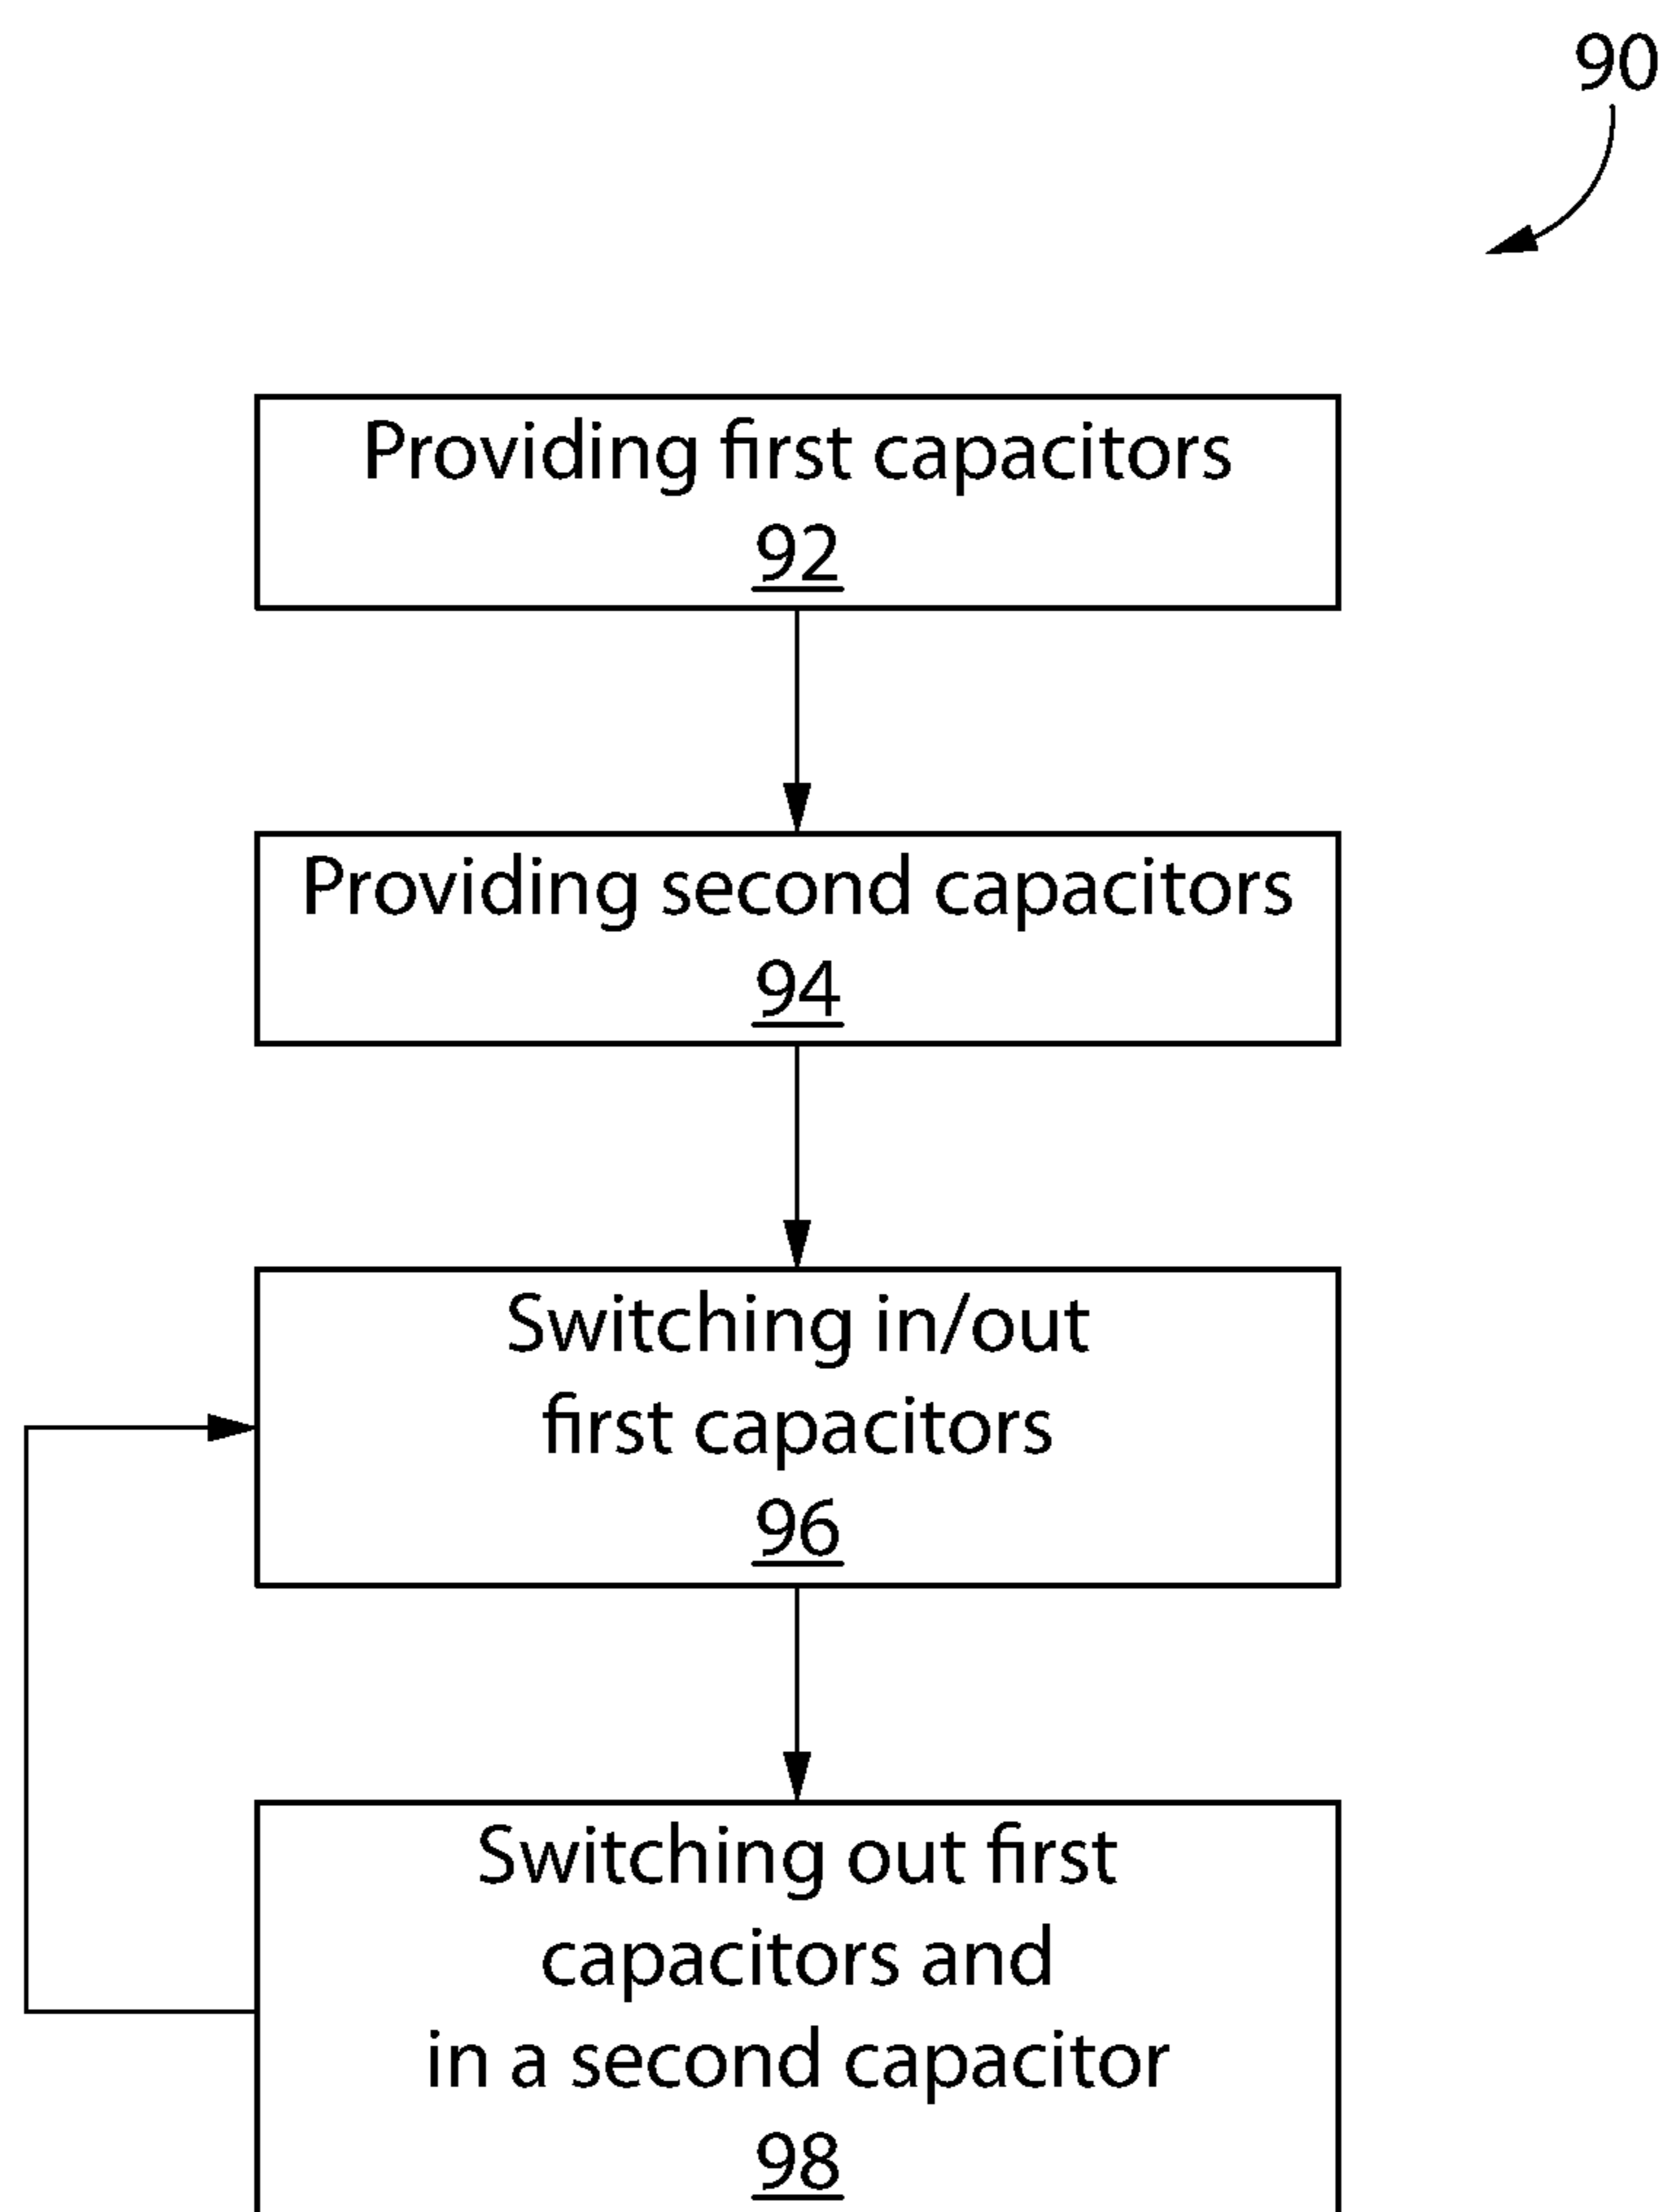 90
Providing first capacitors
92
Providing second capacitors
94
Switching in/out
first capacitors
96
Switching out first
capacitors and
in a second capacitor
98